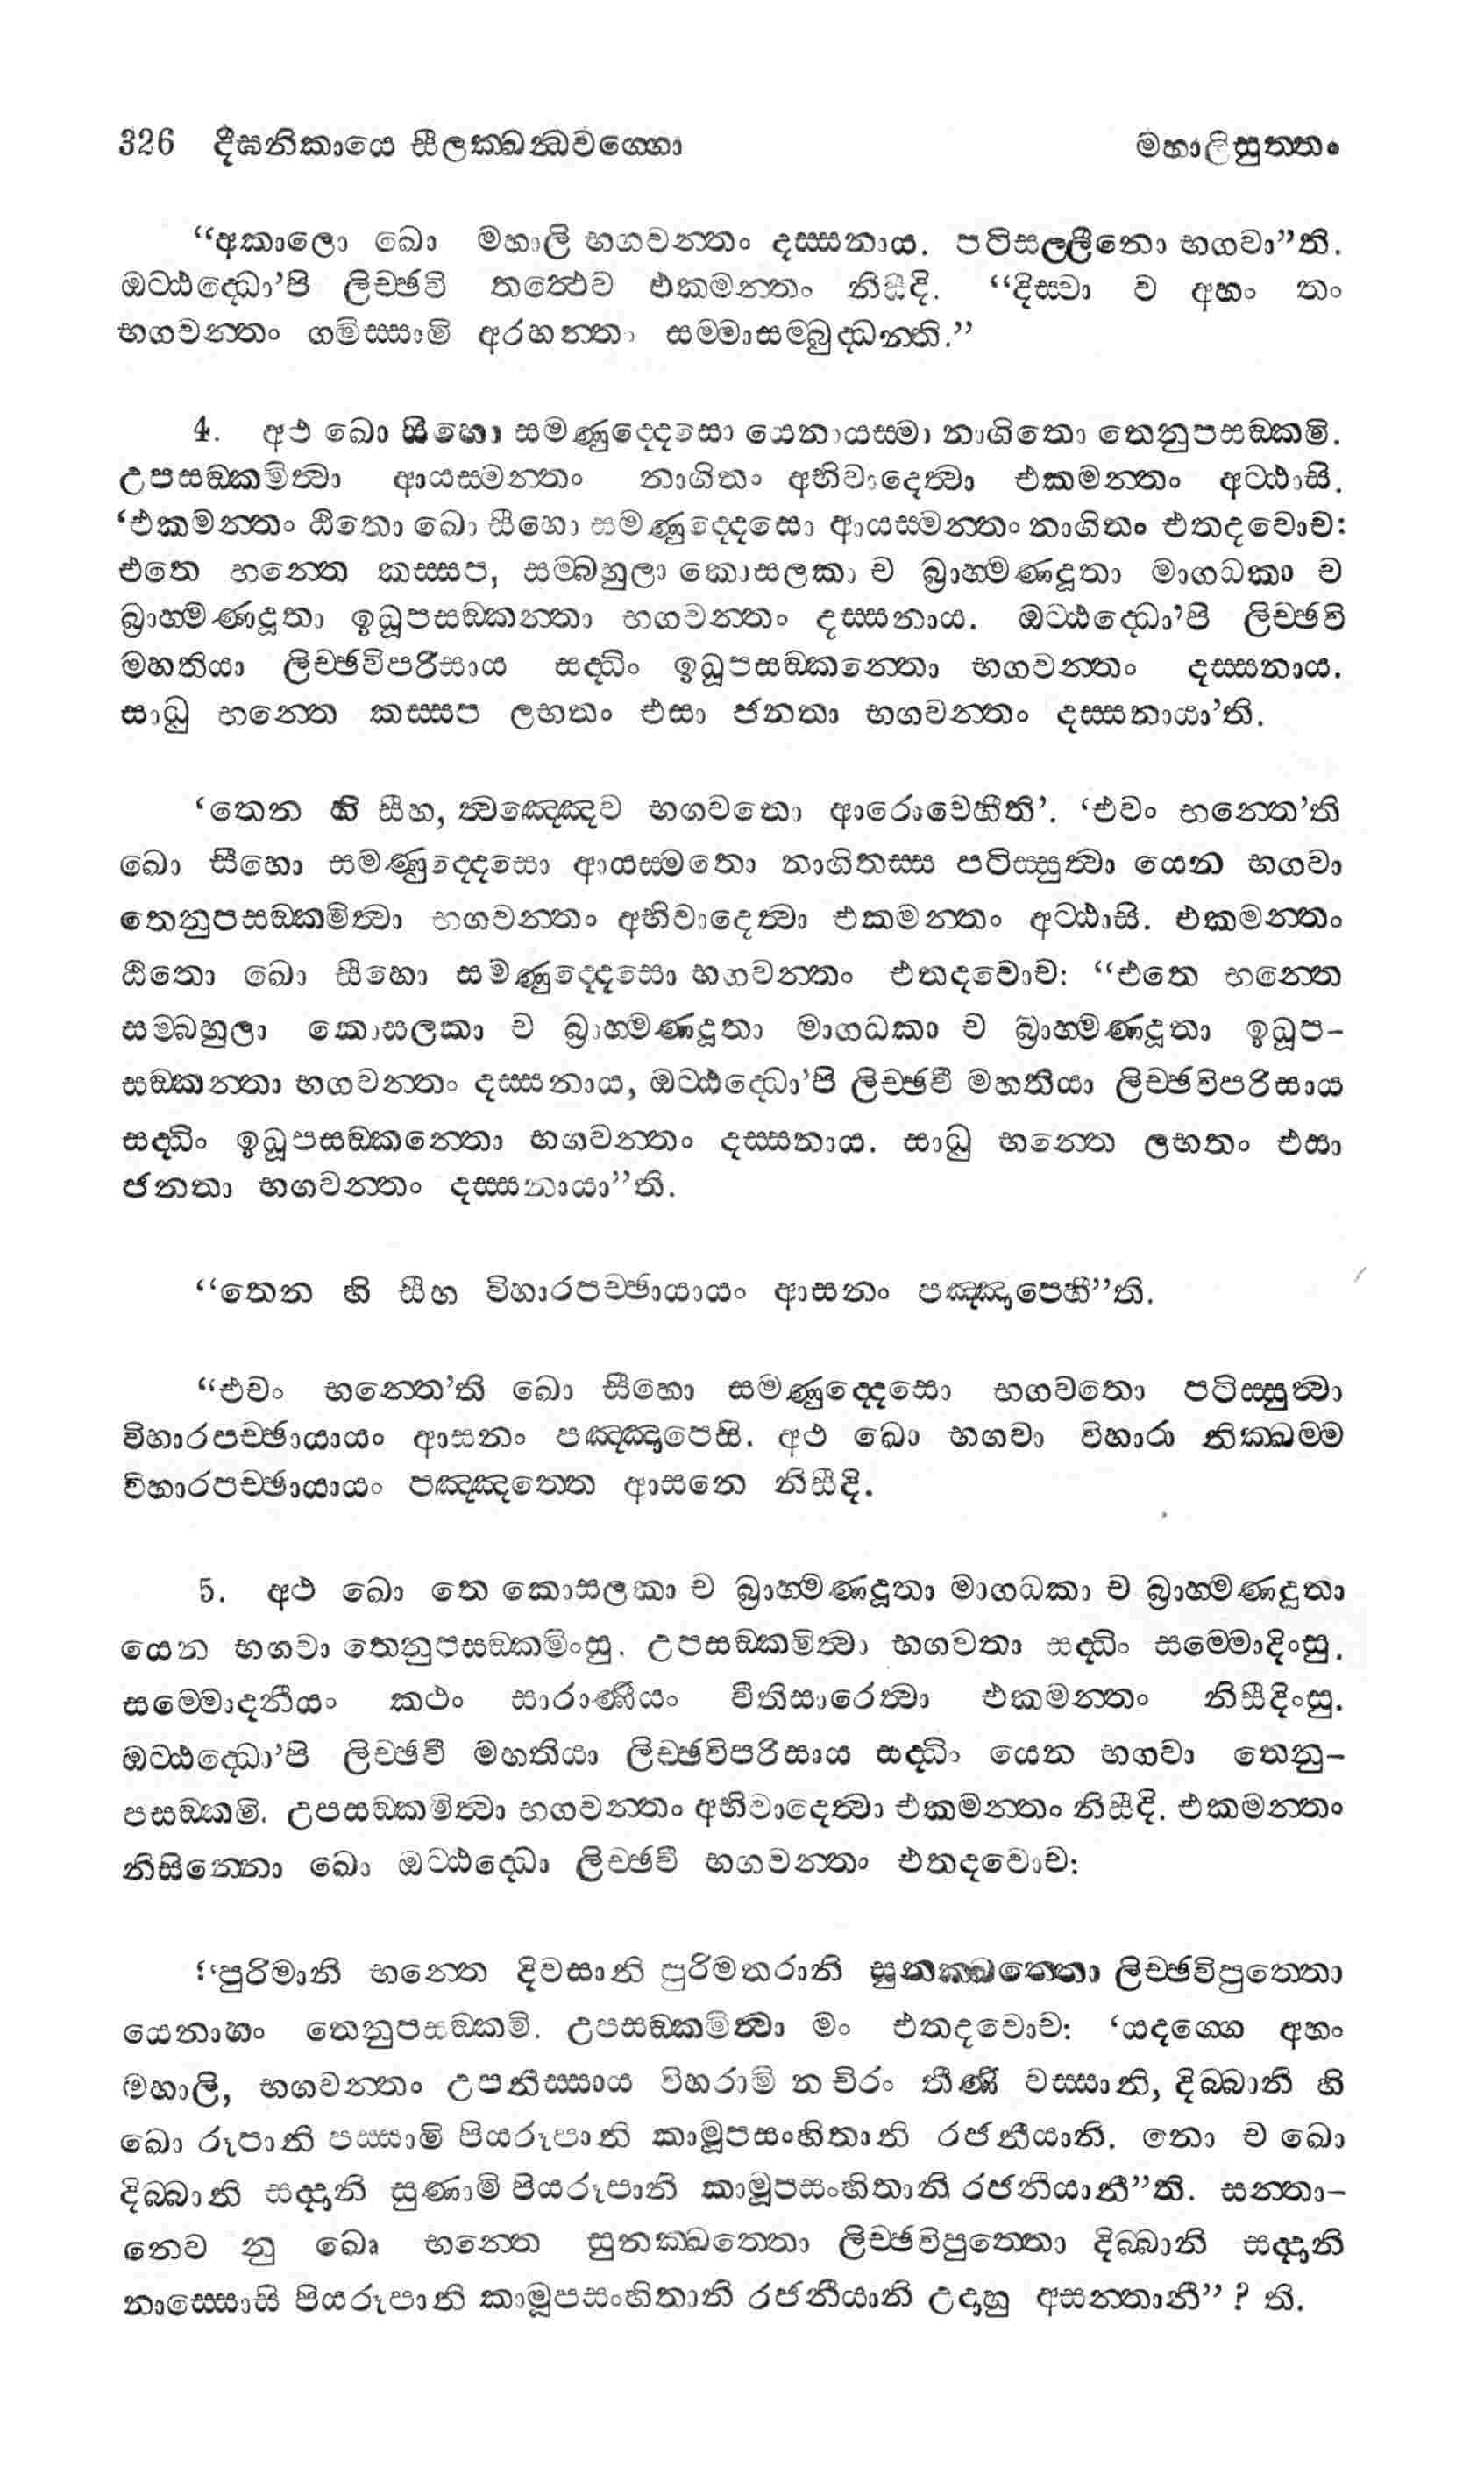 326 දීඝනිකායෙ සීලක්ඛන්ධවග්ගො මහාලිසුත්තං
“අකාලො ඛො මහාලි භගවන්තං දස්සනාය. පටිසල්ලීනො භගවා”ති.
ඔට්ඨද්ධො’පි ලිච්ඡවි තත්ථෙව එකමන්තං නිසීදි. “දිස්වා ව අහං තං
භගවන්තං ගමිස්සාමි අරහන්තං සම්මාසම්බුද්ධන්ති.”
4. අථ ඛො සීහො සමණුද්දෙසො යෙනායස්මා නාගිතො තෙනුපසඞ්කමි.
උපසඞ්කමිත්වා ආයස්මන්තං නාගිතං අභිවාදෙත්වා එකමන්තං අට්ඨාසි.
‘එකමන්තං ඨිතො ඛො සීහො සමණුද්දෙසො ආයස්මන්තං නාගිතං එතදවොච:
එතෙ භන්තෙ කස්සප, සම්බහුලා කොසලකා ච බ්‍රාහ්මණදූතා මාගධකා ච
බ්‍රාහ්මණදූතා ඉධූපසඞ්කන්තා භගවන්තං දස්සනාය. ඔට්ඨද්ධො’පි ලිච්ඡවි
මහතියා ලිච්ඡවිපරිසාය සද්ධිං ඉධූපසඞ්කන්තො භගවන්තං දස්සනාය.
සාධු භන්තෙ කස්සප ලභතං එසා ජනතා භගවන්තං දස්සනායා’ති.
‘තෙන හි සීහ, ත්වඤ්ඤෙව භගවතො ආරොචෙහීති’. ‘එවං භන්තෙ’ති
ඛො සීහො සමණුද්දෙසො ආයස්මතො නාගිතස්ස පටිස්සුත්වා යෙන භගවා
තෙනුපසඞ්කමිත්වා භගවන්තං අභිවාදෙත්වා එකමන්තං අට්ඨාසි. එකමන්තං
ඨිතො ඛො සීහො සමණුද්දෙසො භගවන්තං එතදවොච: “එතෙ භන්තෙ
සම්බහුලා කොසලකා ච බ්‍රාහ්මණදූතා මාගධකා ච බ්‍රාහ්මණදූතා ඉධූප-
සඞ්කන්තා භගවන්තං දස්සනාය, ඔට්ඨද්ධො’පි ලිච්ඡවී මහතියා ලිච්ඡවිපරිසාය
සද්ධිං ඉධූපසඞ්කන්තො භගවන්තං දස්සනාය. සාධු භන්තෙ ලභතං එසා
ජනතා භගවන්තං දස්සනායා”ති.
“තෙන හි සීහ විහාරපච්ඡායායං ආසනං පඤ්ඤාපෙහී”ති.
“එවං භන්තෙ’ති ඛො සීහො සමණුද්දෙසො භගවතො පටිස්සුත්වා
විහාරපච්ඡායායං ආසනං පඤ්ඤාපෙසි. අථ ඛො භගවා විහාරා නික්ඛම්ම
විහාරපච්ඡායායං පඤ්ඤත්තෙ ආසනෙ නිසීදි.
5. අථ ඛො තෙ කොසලකා ච බ්‍රාහ්මණදූතා මාගධකා ච බ්‍රාහ්මණදුතා
යෙන භගවා තෙනුපසඞ්කමිංසු. උපසඞ්කමිත්වා භගවතා සද්ධිං සම්මොදිංසු.
සම්මොදනීයං කථං සාරාණීයං වීතිසාරෙත්වා එකමන්තං නිසීදිංසු.
ඔට්ඨද්ධො’පි ලිච්ඡවී මහතියා ලිච්ඡවිපරිසාය සද්ධිං යෙන භගවා තෙනු-
පසඞ්කමි. උපසඞ්කමිත්වා භගවන්තං අභිවාදෙත්වා එකමන්තං නිසීදි. එකමන්තං
නිසින්නො ඛො ඔට්ඨද්ධො ලිච්ඡවි භගවන්තං එතදවොච:
“පුරිමානි භන්තෙ දිවසානි පුරිමතරානි සුනක්ඛත්තො ලිච්ඡවිපුත්තො
යෙනාහං තෙනුපසඞ්කමි. උපසඞ්කමිත්වා මං එතදවොච: ‘යදග්ගෙ අහං
මහාලි, භගවන්තං උපනිස්සාය විහරාමි න චිරං තීණි වස්සානි, දිබ්බානි හි
ඛො රූපානි පස්සාමි පියරූපානි කාමූපසංහිතානි රජනීයානි. නො ච ඛො
දිබ්බානි සද්දානි සුණාමි පියරූපානි කාමූපසංහිතානි රජනීයානී”ති. සන්තා-
නෙව නු ඛො භන්තෙ සුනක්ඛත්තො ලිච්ඡවිපුත්තො දිබ්බානි සද්දානි
නාස්සොසි පියරූපානි කාමූපසංහිතානි රජනීයානි උදාහු අසන්තානී” ? ති.